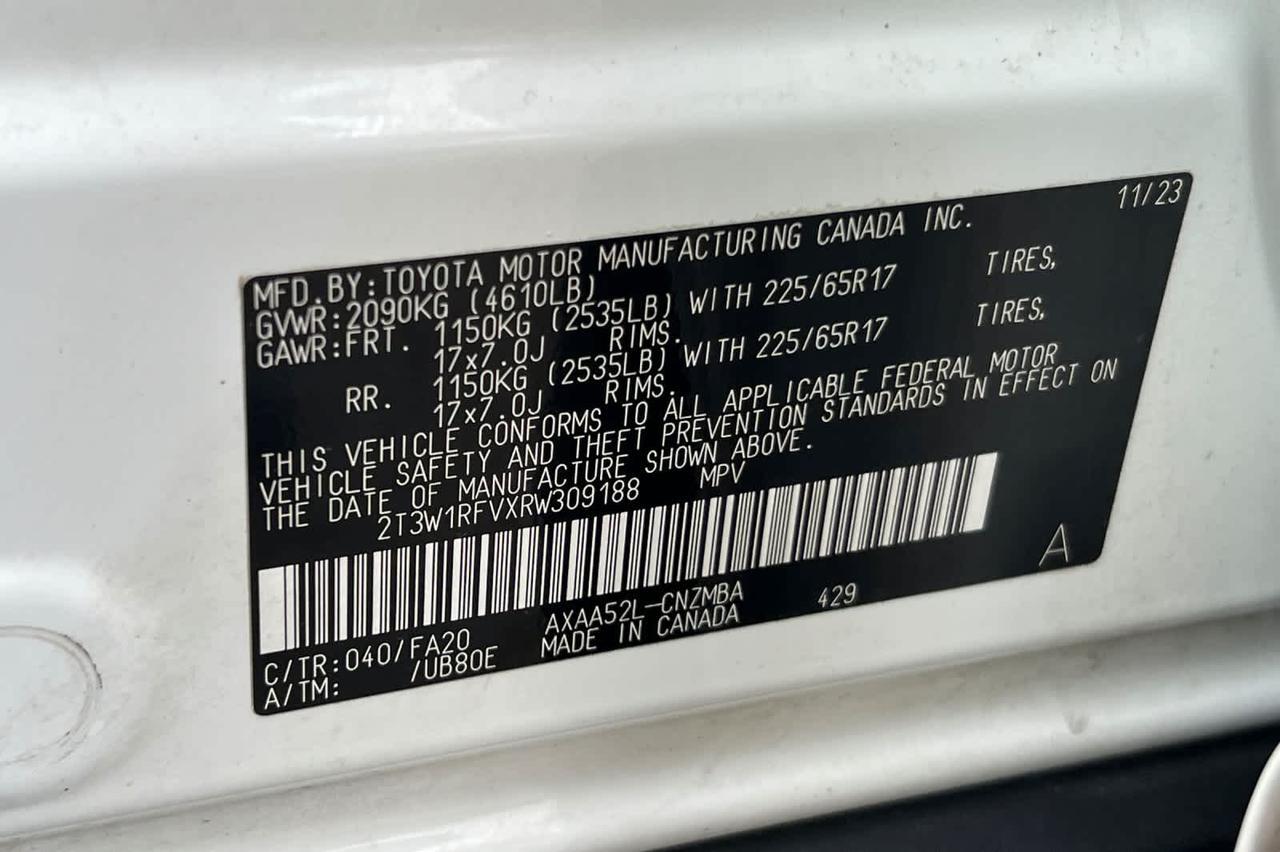 11/23
MFD.BY:TOYOTA MOTOR MANUFACTURING CANADA INC.
GVWR:2090KG (4610LB)
GAWR:FRT. 1150KG (2535LB) WITH 225/65R17 TIRES,
17x7.0J RIMS.
RR. 1150KG (2535LB) WITH 225/65R17 TIRES,
17x7.0J RIMS.
THIS VEHICLE CONFORMS TO ALL APPLICABLE FEDERAL MOTOR
VEHICLE SAFETY AND THEFT PREVENTION STANDARDS IN EFFECT ON
THE DATE OF MANUFACTURE SHOWN ABOVE.
2T3W1RFVXRW309188 MPV
A
C/TR:040/FA20 AXAA52L-CNZMBA 429
A/TM: /UB80E MADE IN CANADA